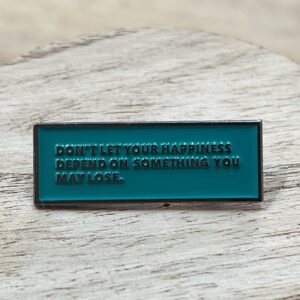 DON'T LET YOUR HAPPINESS
DEPEND ON SOMETHING YOU
MAY LOSE.